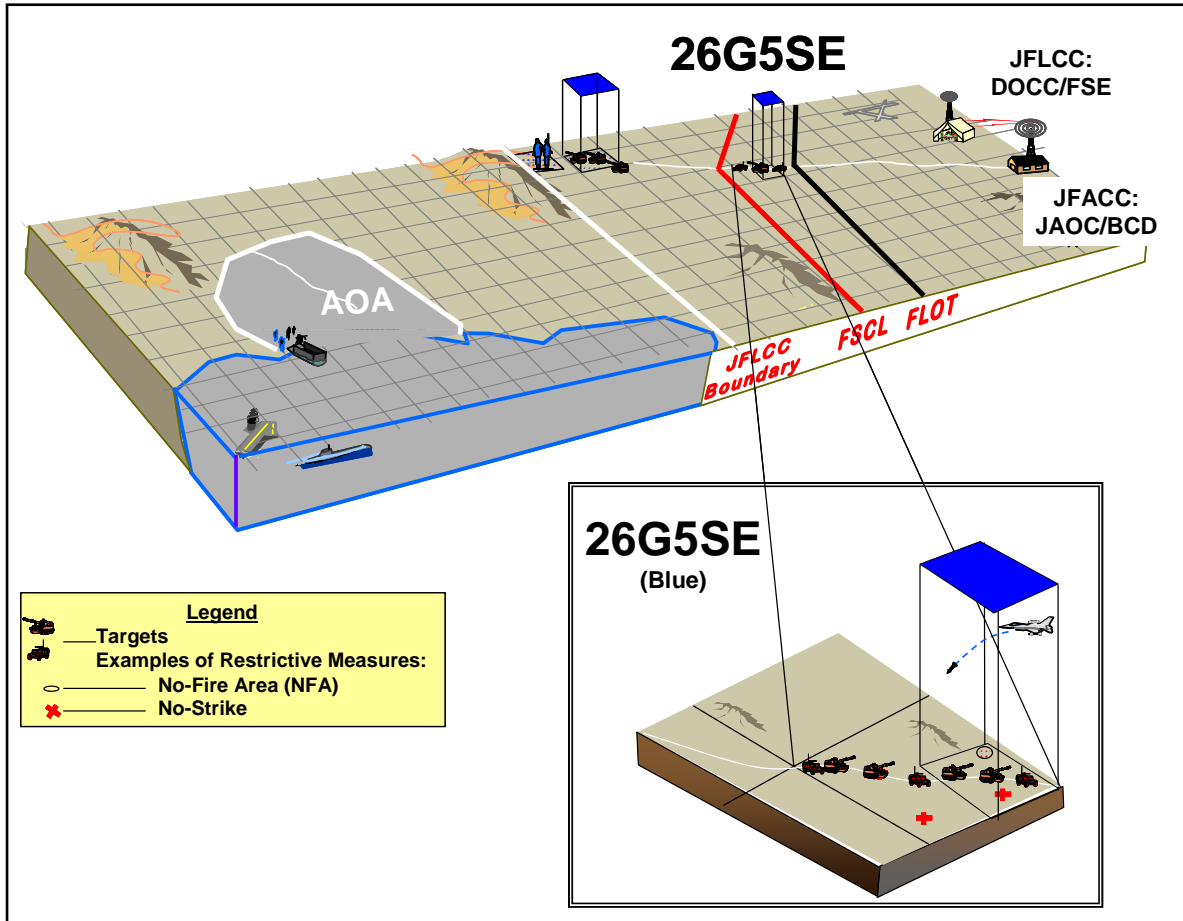 26G5SE
JFLCC:
DOCC/FSE
JFACC:
JAOC/BCD
AOA
JFLCC
Boundary
FSCL
FLOT
26G5SE
(Blue)
Legend
Targets
Examples of Restrictive Measures:
No-Fire Area (NFA)
No-Strike